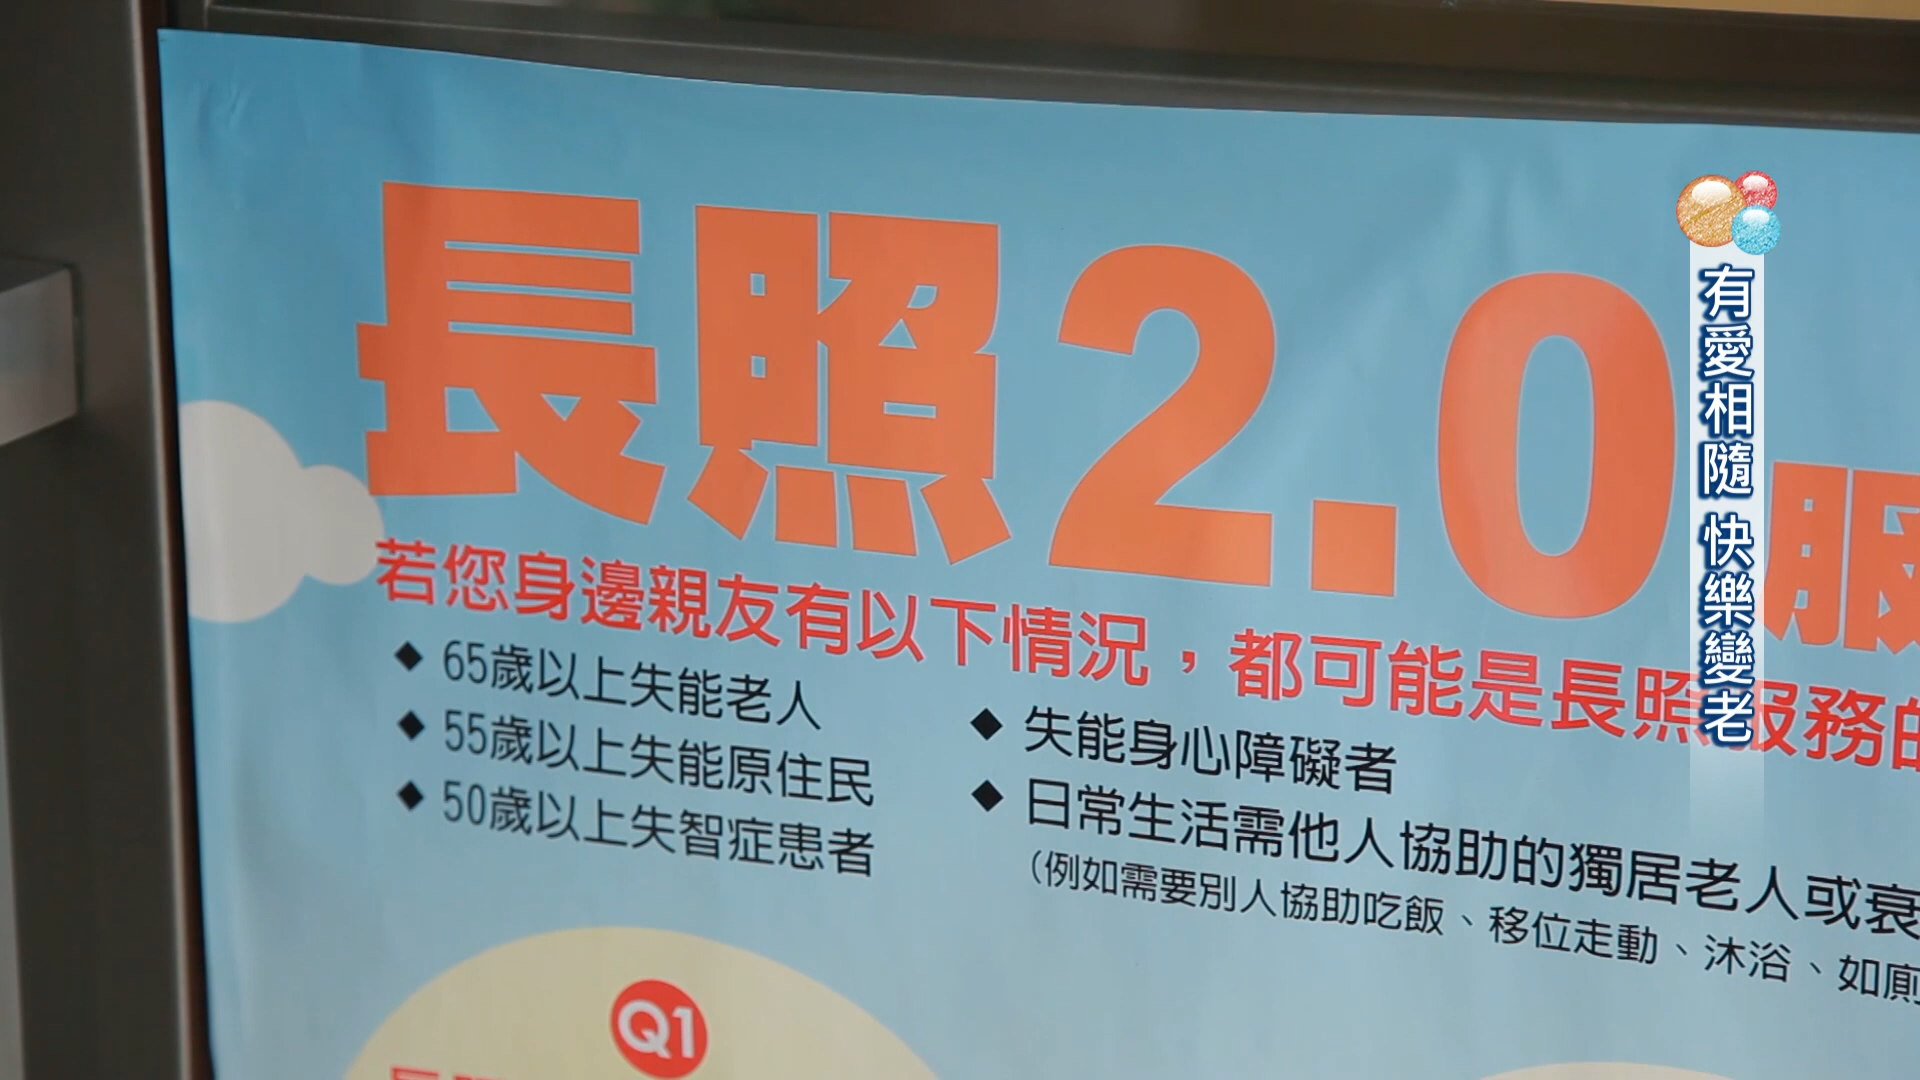 長照2.0服
若您身邊親友有以下情況，都可能是長照服務的
◆ 65歲以上失能老人
◆ 55歲以上失能原住民
◆ 50歲以上失智症患者
◆ 失能身心障礙者
◆ 日常生活需他人協助的獨居老人或衰
（例如需要別人協助吃飯、移位走動、沐浴、如廁
Q1
有愛相隨 快樂變老